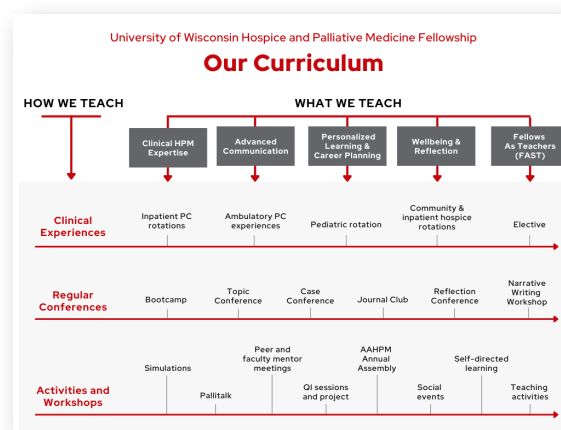 University of Wisconsin Hospice and Palliative Medicine Fellowship
Our Curriculum
HOW WE TEACH
WHAT WE TEACH
Clinical HPM
Expertise
Advanced
Communication
Personalized
Learning &
Career Planning
Wellbeing &
Reflection
Fellows
As Teachers
(FAST)
Clinical
Experiences
Inpatient PC
rotations
Ambulatory PC
experiences
Pediatric rotation
Community &
inpatient hospice
rotations
Elective
Regular
Conferences
Bootcamp
Topic
Conference
Case
Conference
Journal Club
Reflection
Conference
Narrative
Writing
Workshop
Activities and
Workshops
Simulations
Pallitalk
Peer and
faculty mentor
meetings
QI sessions
and project
AAHPM
Annual
Assembly
Social
events
Self-directed
learning
Teaching
activities